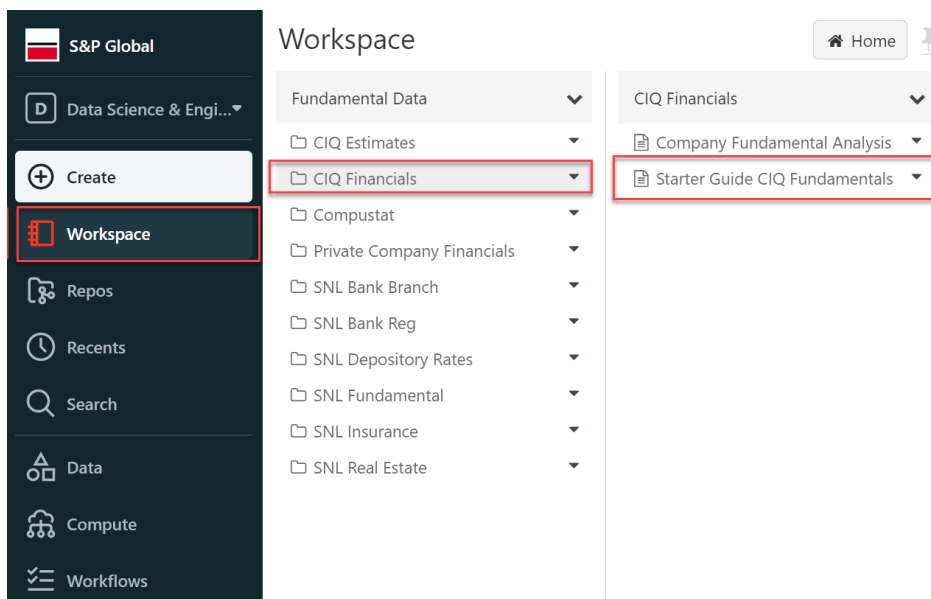 S&P Global
D Data Science & Engi...
Create
Workspace
Repos
Recents
Search
Data
Compute
Workflows
Workspace
Home
Fundamental Data
CIQ Estimates
CIQ Financials
Compustat
Private Company Financials
SNL Bank Branch
SNL Bank Reg
SNL Depository Rates
SNL Fundamental
SNL Insurance
SNL Real Estate
CIQ Financials
Company Fundamental Analysis
Starter Guide CIQ Fundamentals